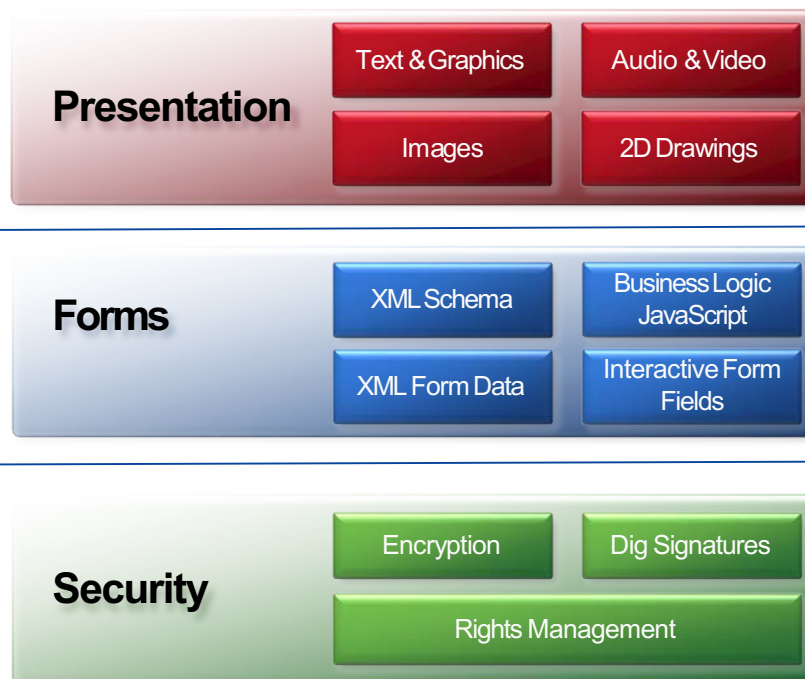 Presentation
Text & Graphics
Audio & Video
Images
2D Drawings
Forms
XML Schema
Business Logic
JavaScript
XML Form Data
Interactive Form
Fields
Security
Encryption
Dig Signatures
Rights Management